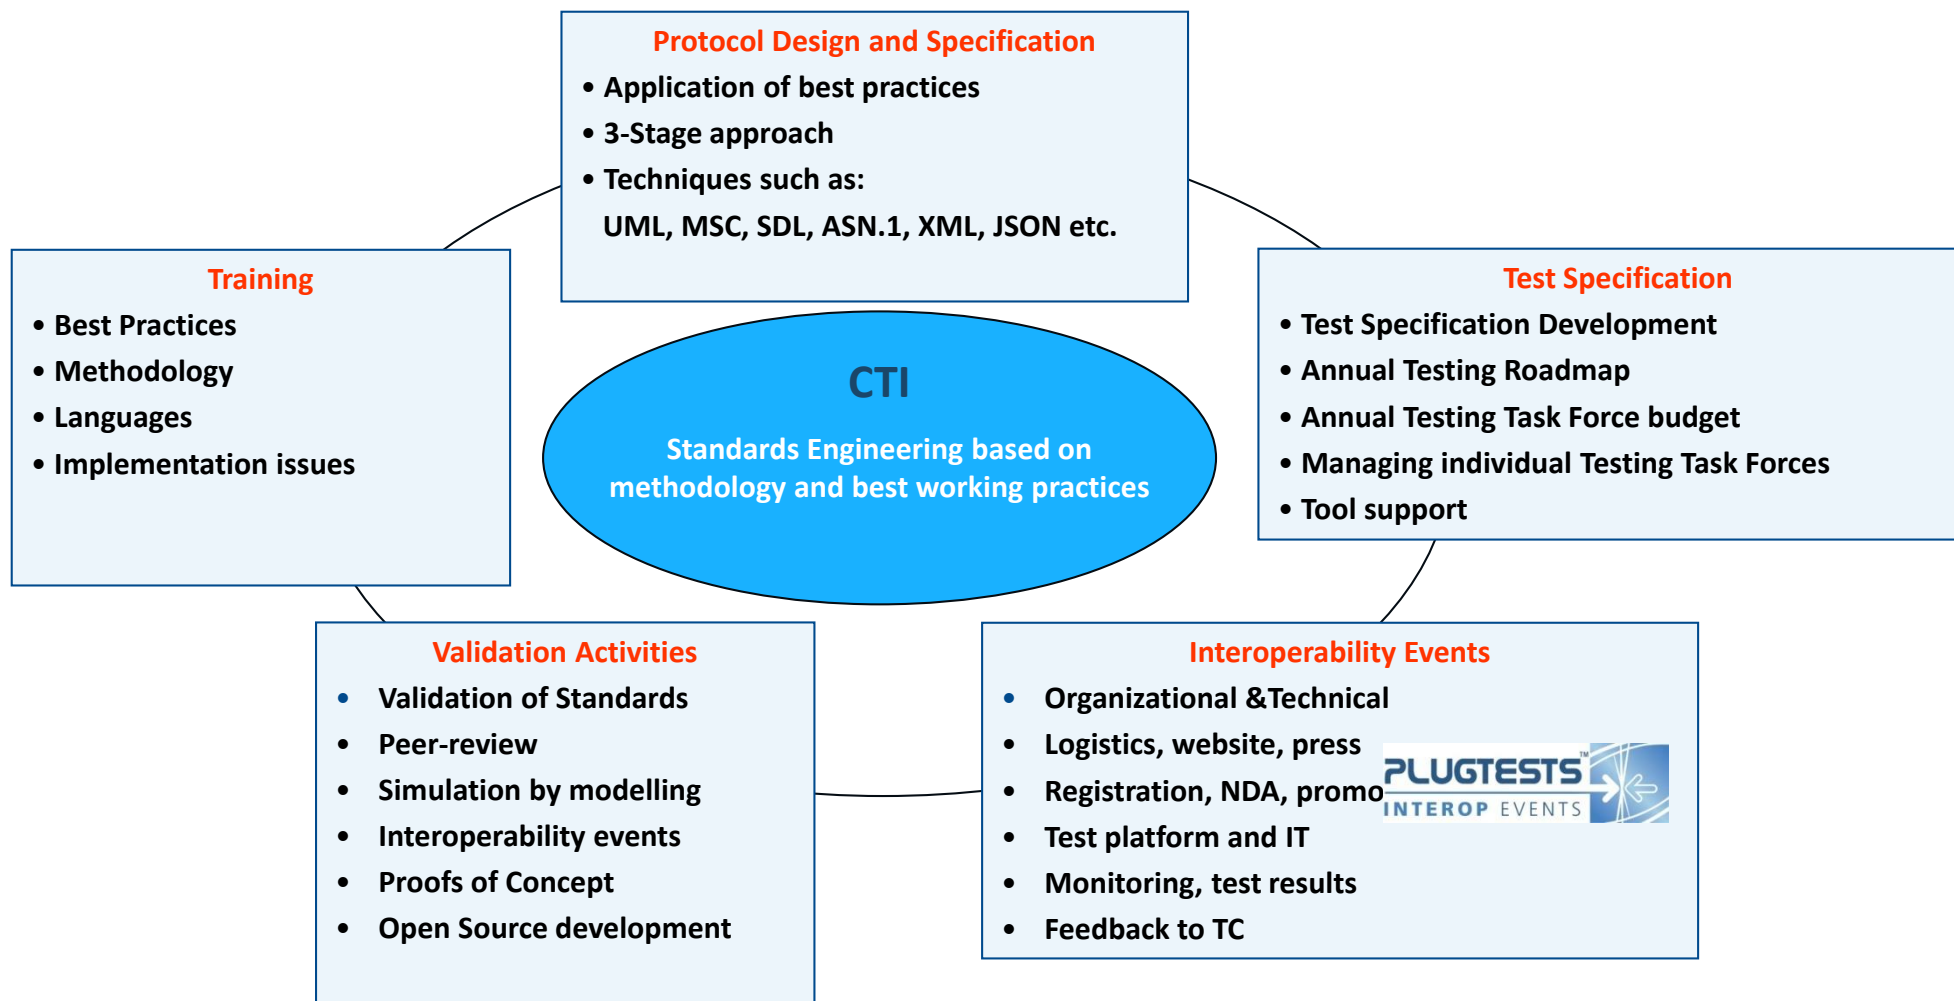 Protocol Design and Specification
• Application of best practices
• 3-Stage approach
• Techniques such as:
UML, MSC, SDL, ASN.1, XML, JSON etc.
Training
• Best Practices
• Methodology
• Languages
• Implementation issues
CTI
Standards Engineering based on
methodology and best working practices
Test Specification
• Test Specification Development
• Annual Testing Roadmap
• Annual Testing Task Force budget
• Managing individual Testing Task Forces
• Tool support
Validation Activities
• Validation of Standards
• Peer-review
• Simulation by modelling
• Interoperability events
• Proofs of Concept
• Open Source development
Interoperability Events
• Organizational &Technical
• Logistics, website, press
• Registration, NDA, promo
• Test platform and IT
• Monitoring, test results
• Feedback to TC
PLUGTESTS™
INTEROP EVENTS